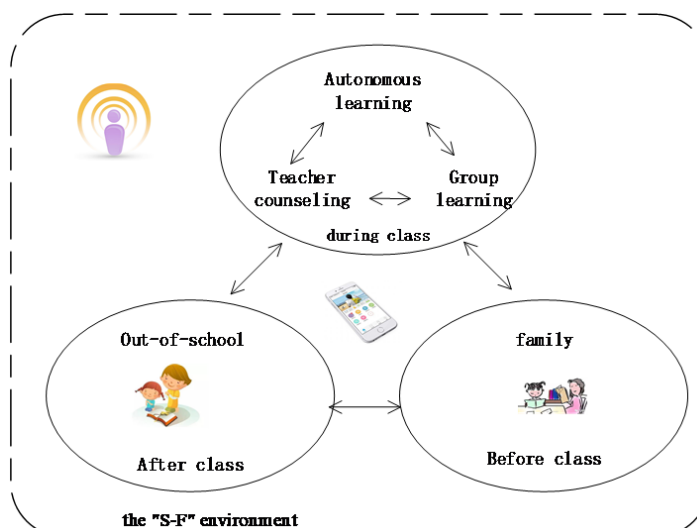 Autonomous
learning
Teacher
counseling
Group
learning
during class
Out-of-school
family
After class
Before class
the "S-F" environment